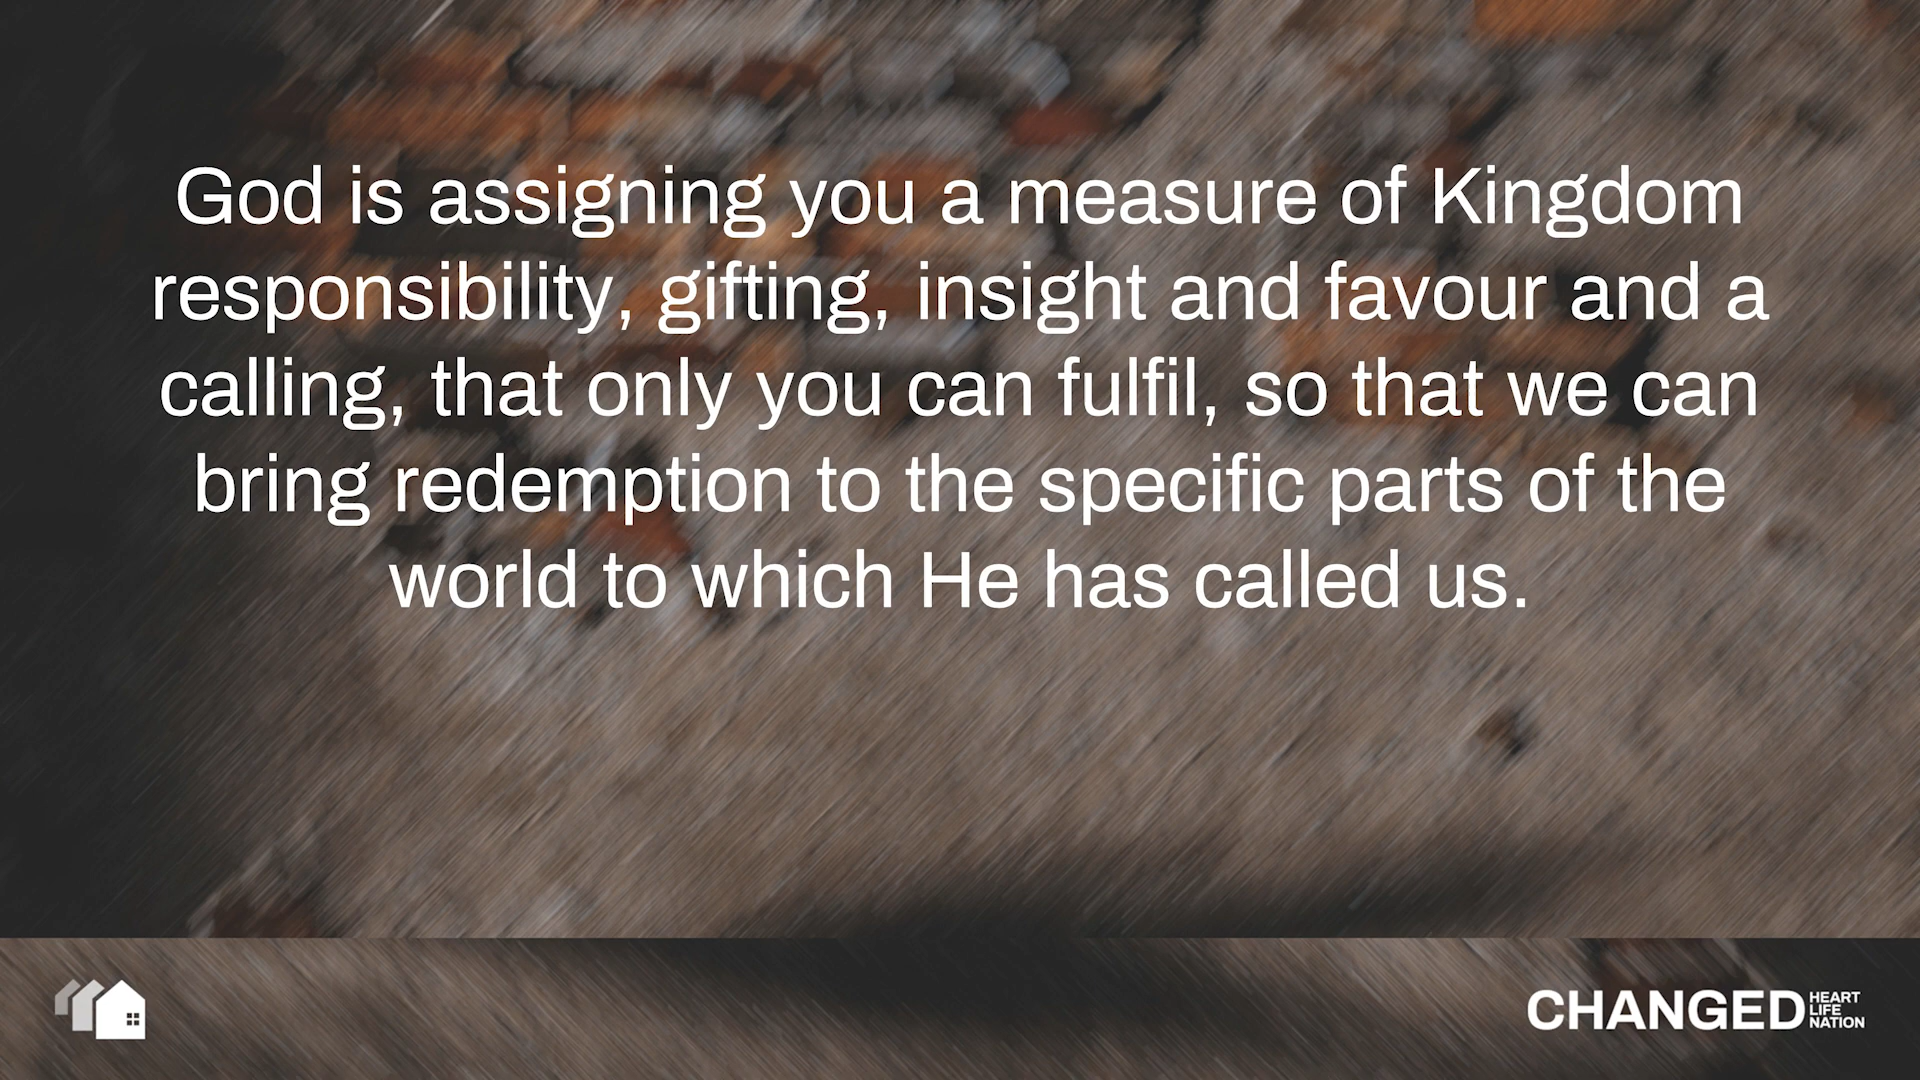 God is assigning you a measure of Kingdom
responsibility, gifting, insight and favour and a
calling, that only you can fulfil, so that we can
bring redemption to the specific parts of the
world to which He has called us.
CHANGED
HEART
LIFE
NATION